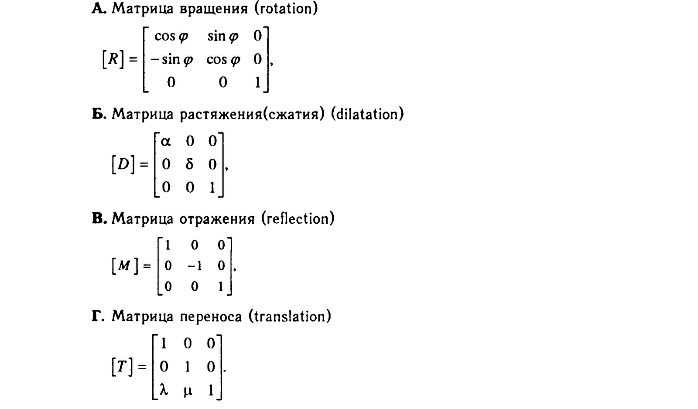 А. Матрица вращения (rotation)
cos φ sin φ 0
[R] = −sin φ cos φ 0 ,
0 0 1
Б. Матрица растяжения(сжатия) (dilatation)
α 0 0
[D] = 0 δ 0 ,
0 0 1
В. Матрица отражения (reflection)
1 0 0
[M] = 0 −1 0 ,
0 0 1
Г. Матрица переноса (translation)
1 0 0
[T] = 0 1 0 .
λ μ 1